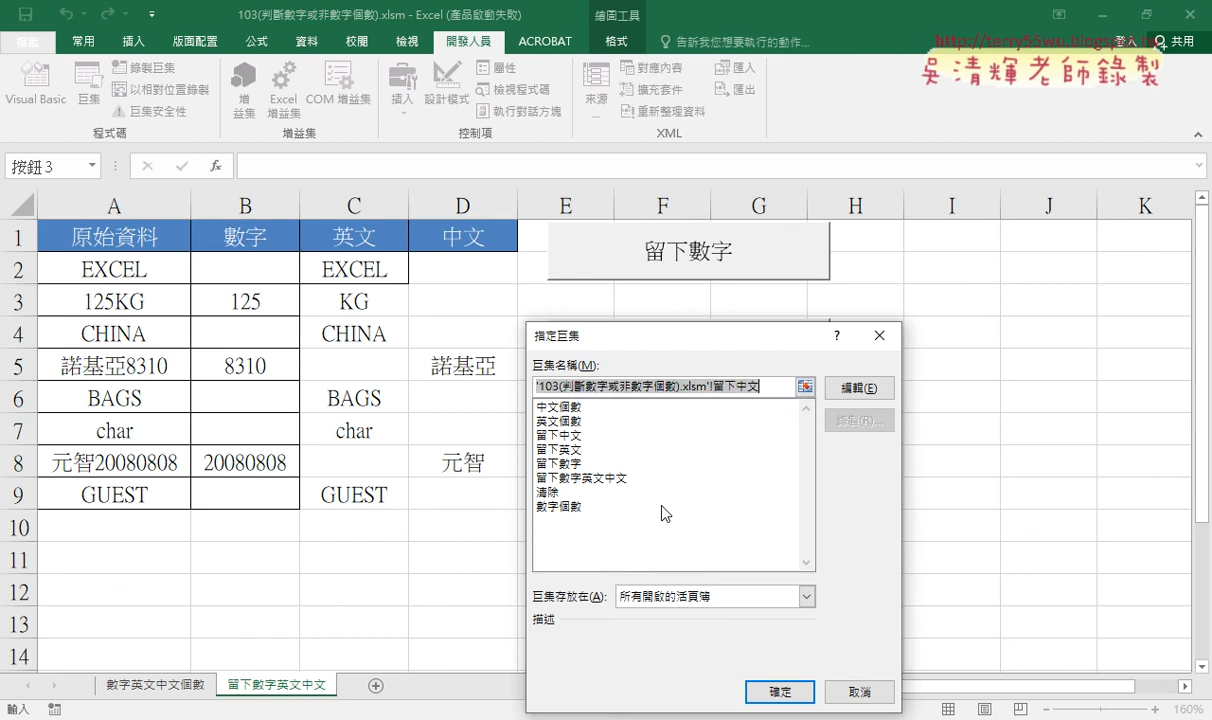 103(判斷數字或非數字個數).xlsm - Excel (產品啟動失敗)
繪圖工具
檔案
常用
插入
版面配置
公式
資料
校閱
檢視
開發人員
ACROBAT
格式
告訴我您想要執行的動作...
登入
共用
http://terry55wu.blogspot.tw
吳清輝老師錄製
Visual Basic
巨集
錄製巨集
以相對位置錄製
巨集安全性
程式碼
增益集
Excel 增益集
COM 增益集
增益集
插入
設計模式
屬性
檢視程式碼
執行對話方塊
控制項
來源...
對應內容
擴充套件
重新整理資料
匯入
匯出
XML
按鈕 3
fx
A B C D E F G H I J K
1 原始資料 數字 英文 中文
2 EXCEL EXCEL
3 125KG 125 KG
4 CHINA CHINA
5 諾基亞8310 8310 諾基亞
6 BAGS BAGS
7 char char
8 元智20080808 20080808 元智
9 GUEST GUEST
10
11
12
13
14
留下數字
指定巨集
?
巨集名稱(M):
'103(判斷數字或非數字個數).xlsm'!留下中文
編輯(E)
錄製(R)...
中文個數
英文個數
留下中文
留下英文
留下數字
留下數字英文中文
清除
數字個數
巨集存放在(A):
所有開啟的活頁簿
描述
確定
取消
數字英文中文個數
留下數字英文中文
輸入
160%